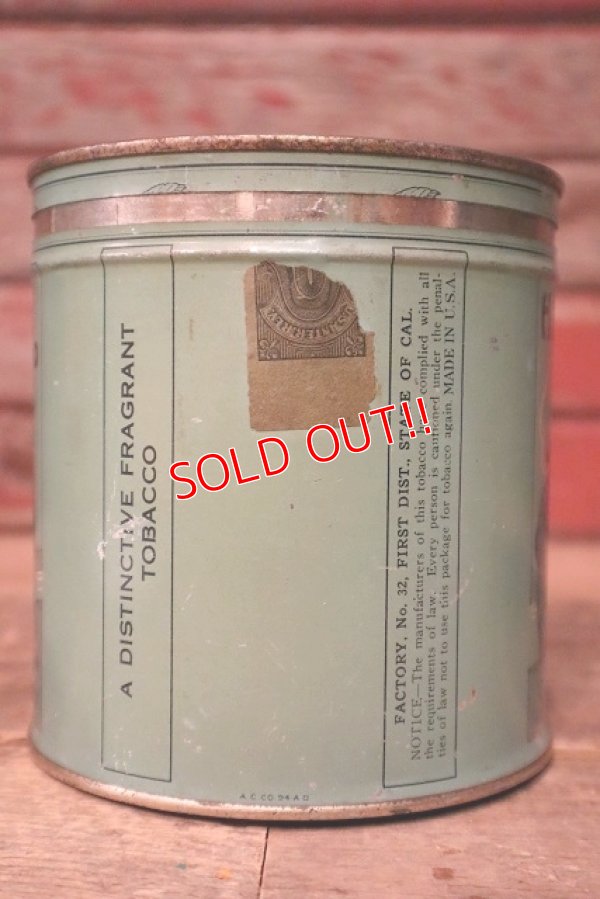 A DISTINCTIVE FRAGRANT
TOBACCO
SOLD OUT!!
FACTORY, No. 32, FIRST DIST., STATE OF CAL.
NOTICE—The manufacturers of this tobacco complied with all
the requirements of law. Every person is cautioned under the penal-
ties of law not to use this package for tobacco again. MADE IN U.S.A.
A.C.CO. 94-A